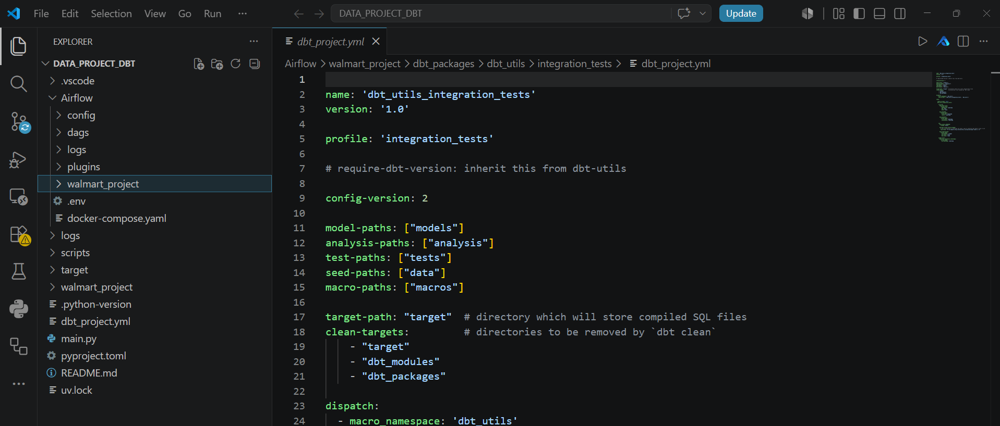 File Edit Selection View Go Run ···
DATA_PROJECT_DBT
Update
EXPLORER
DATA_PROJECT_DBT
.vscode
Airflow
config
dags
logs
plugins
walmart_project
.env
docker-compose.yaml
logs
scripts
target
walmart_project
.python-version
dbt_project.yml
main.py
pyproject.toml
README.md
uv.lock
dbt_project.yml
Airflow > walmart_project > dbt_packages > dbt_utils > integration_tests > dbt_project.yml
1
2 name: 'dbt_utils_integration_tests'
3 version: '1.0'
4
5 profile: 'integration_tests'
6
7 # require-dbt-version: inherit this from dbt-utils
8
9 config-version: 2
10
11 model-paths: ["models"]
12 analysis-paths: ["analysis"]
13 test-paths: ["tests"]
14 seed-paths: ["data"]
15 macro-paths: ["macros"]
16
17 target-path: "target"  # directory which will store compiled SQL files
18 clean-targets:         # directories to be removed by `dbt clean`
19     - "target"
20     - "dbt_modules"
21     - "dbt_packages"
22
23 dispatch:
24   - macro_namespace: 'dbt_utils'